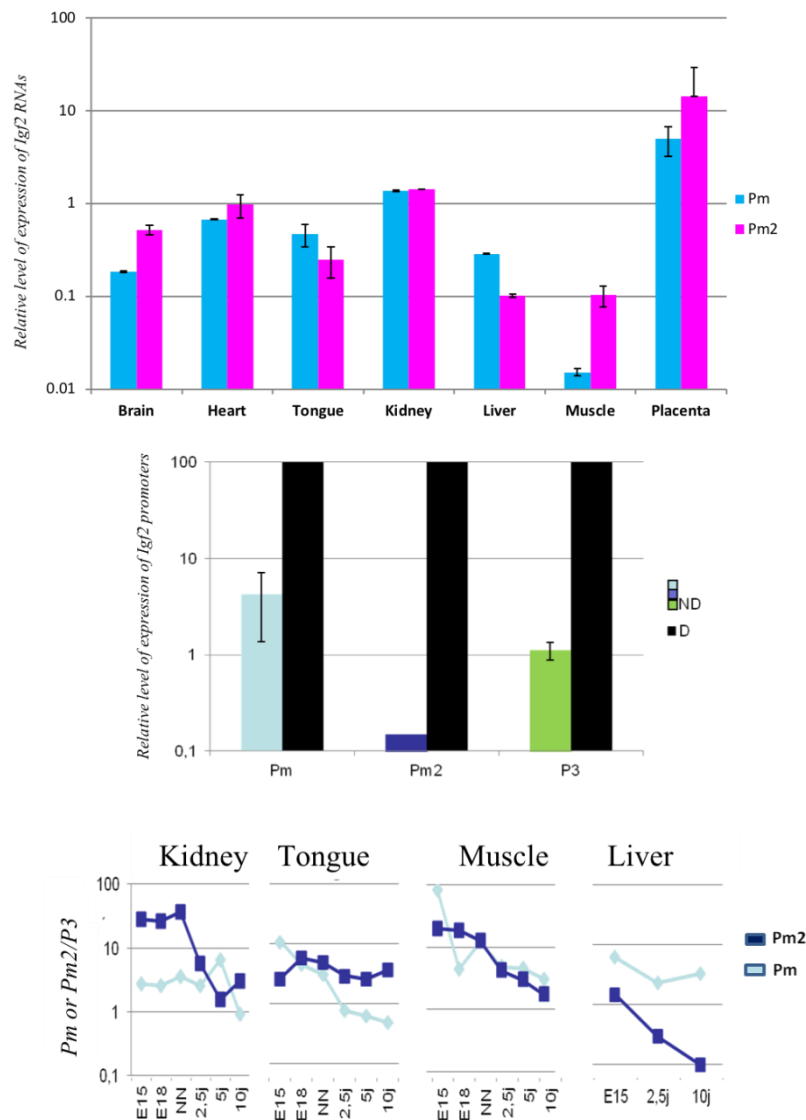 Relative level of expression of Igf2 RNAs
100
10
1
0.1
0.01
Brain Heart Tongue Kidney Liver Muscle Placenta
Pm
Pm2
Relative level of expression of Igf2 promoters
100
10
1
0,1
Pm Pm2 P3
ND
D
Kidney Tongue Muscle Liver
Pm or Pm2/P3
100
10
1
0,1
E15 E18 NN 2,5j 5j 10j
E15 E18 NN 2,5j 5j 10j
E15 E18 NN 2,5j 5j 10j
E15 2,5j 10j
Pm2
Pm